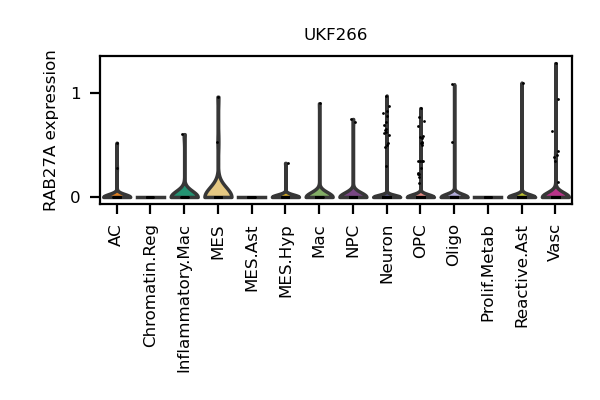 UKF266
RAB27A expression
1
0
AC
Chromatin.Reg
Inflammatory.Mac
MES
MES.Ast
MES.Hyp
Mac
NPC
Neuron
OPC
Oligo
Prolif.Metab
Reactive.Ast
Vasc